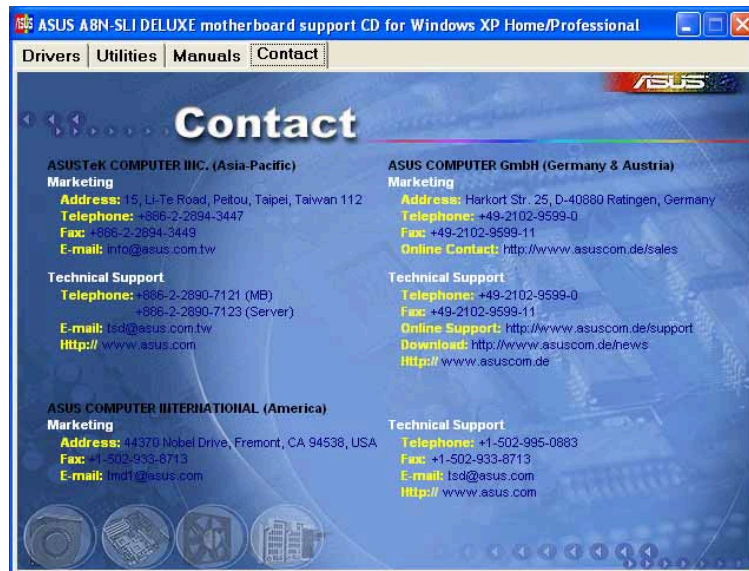 ASUS A8N-SLI DELUXE motherboard support CD for Windows XP Home/Professional
Drivers Utilities Manuals Contact
ASUS
Contact
ASUSTeK COMPUTER INC. (Asia-Pacific)
Marketing
Address: 15, Li-Te Road, Peitou, Taipei, Taiwan 112
Telephone: +886-2-2894-3447
Fax: +886-2-2894-3449
E-mail: info@asus.com.tw
Technical Support
Telephone: +886-2-2890-7121 (MB)
+886-2-2890-7123 (Server)
E-mail: tsd@asus.com.tw
Http:// www.asus.com
ASUS COMPUTER GmbH (Germany & Austria)
Marketing
Address: Harkort Str. 25, D-40880 Ratingen, Germany
Telephone: +49-2102-9599-0
Fax: +49-2102-9599-11
Online Contact: http://www.asuscom.de/sales
Technical Support
Telephone: +49-2102-9599-0
Fax: +49-2102-9599-11
Online Support: http://www.asuscom.de/support
Download: http://www.asuscom.de/news
Http:// www.asuscom.de
ASUS COMPUTER INTERNATIONAL (America)
Marketing
Address: 44370 Nobel Drive, Fremont, CA 94538, USA
Fax: +1-502-933-8713
E-mail: tmd1@asus.com
Technical Support
Telephone: +1-502-995-0883
Fax: +1-502-933-8713
E-mail: tsd@asus.com
Http:// www.asus.com